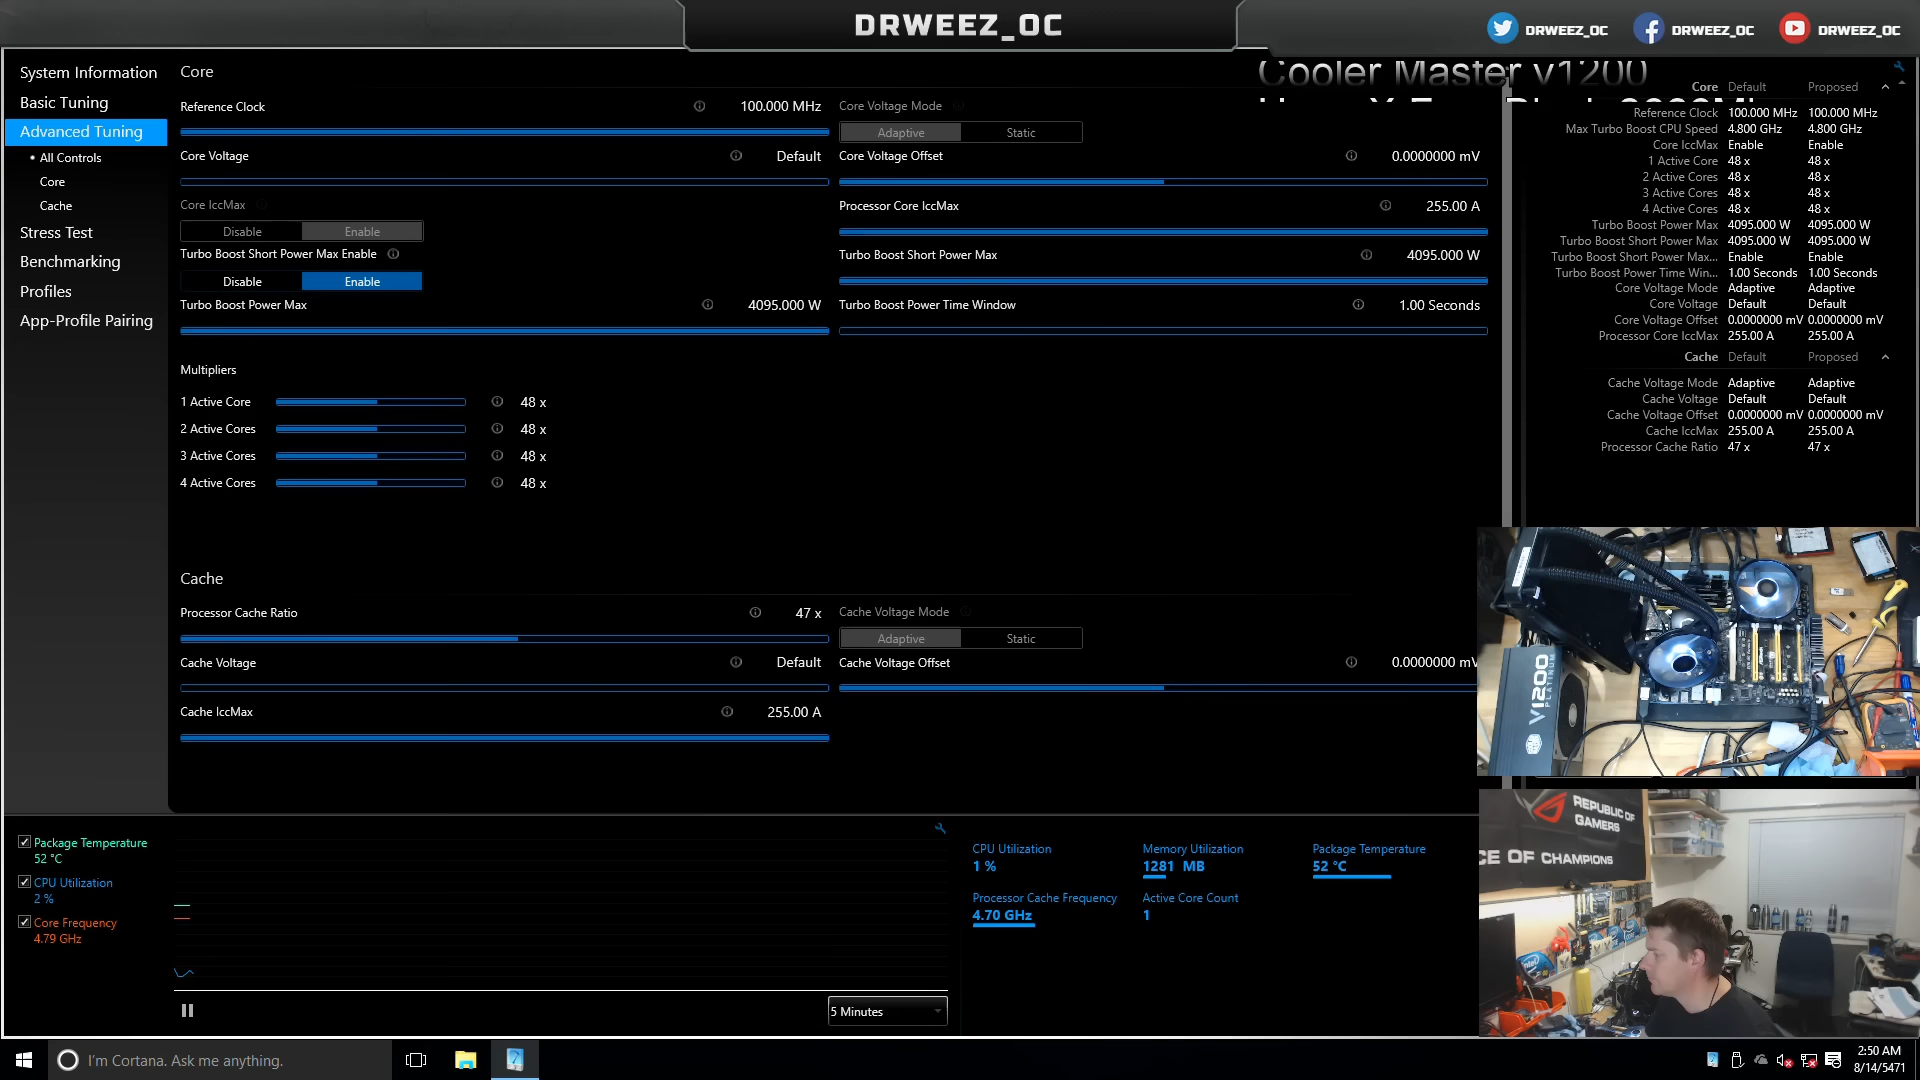 DRWEEZ_OC
DRWEEZ_OC
DRWEEZ_OC
DRWEEZ_OC
System Information
Basic Tuning
Advanced Tuning
• All Controls
Core
Cache
Stress Test
Benchmarking
Profiles
App-Profile Pairing
Core
Cooler Master v1200
Reference Clock
100.000 MHz
Core Voltage Mode
Adaptive
Static
Core Voltage
Default
Core Voltage Offset
0.0000000 mV
Core IccMax
Disable
Enable
Processor Core IccMax
255.00 A
Turbo Boost Short Power Max Enable
Disable
Enable
Turbo Boost Short Power Max
4095.000 W
Turbo Boost Power Max
4095.000 W
Turbo Boost Power Time Window
1.00 Seconds
Multipliers
1 Active Core
48 x
2 Active Cores
48 x
3 Active Cores
48 x
4 Active Cores
48 x
Cache
Processor Cache Ratio
47 x
Cache Voltage Mode
Adaptive
Static
Cache Voltage
Default
Cache Voltage Offset
0.0000000 mV
Cache IccMax
255.00 A
Core Default Proposed
Reference Clock 100.000 MHz 100.000 MHz
Max Turbo Boost CPU Speed 4.800 GHz 4.800 GHz
Core IccMax Enable Enable
1 Active Core 48 x 48 x
2 Active Cores 48 x 48 x
3 Active Cores 48 x 48 x
4 Active Cores 48 x 48 x
Turbo Boost Power Max 4095.000 W 4095.000 W
Turbo Boost Short Power Max 4095.000 W 4095.000 W
Turbo Boost Short Power Max... Enable Enable
Turbo Boost Power Time Win... 1.00 Seconds 1.00 Seconds
Core Voltage Mode Adaptive Adaptive
Core Voltage Default Default
Core Voltage Offset 0.0000000 mV 0.0000000 mV
Processor Core IccMax 255.00 A 255.00 A
Cache Default Proposed
Cache Voltage Mode Adaptive Adaptive
Cache Voltage Default Default
Cache Voltage Offset 0.0000000 mV 0.0000000 mV
Cache IccMax 255.00 A 255.00 A
Processor Cache Ratio 47 x 47 x
V1200
PLATINUM
REPUBLIC OF
GAMERS
CE OF CHAMPIONS
Package Temperature
52 °C
CPU Utilization
2 %
Core Frequency
4.79 GHz
5 Minutes
CPU Utilization
1 %
Memory Utilization
1281 MB
Package Temperature
52 °C
Processor Cache Frequency
4.70 GHz
Active Core Count
1
I'm Cortana. Ask me anything.
2:50 AM
8/14/5471